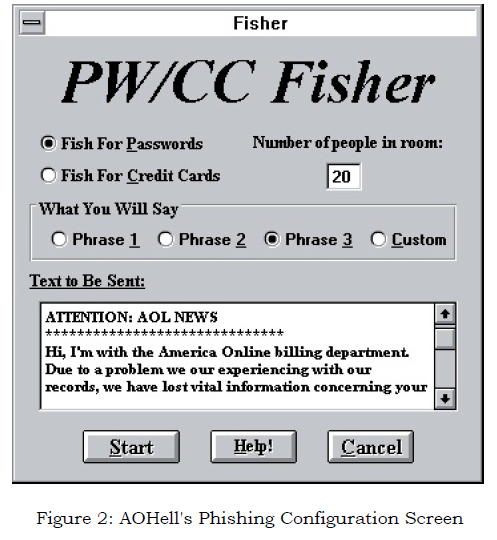 Fisher
PW/CC Fisher
Fish For Passwords
Number of people in room:
Fish For Credit Cards
20
What You Will Say
Phrase 1 Phrase 2 Phrase 3 Custom
Text to Be Sent:
ATTENTION: AOL NEWS
******************************
Hi, I'm with the America Online billing department.
Due to a problem we our experiencing with our
records, we have lost vital information concerning your
Start Help! Cancel
Figure 2: AOHell's Phishing Configuration Screen